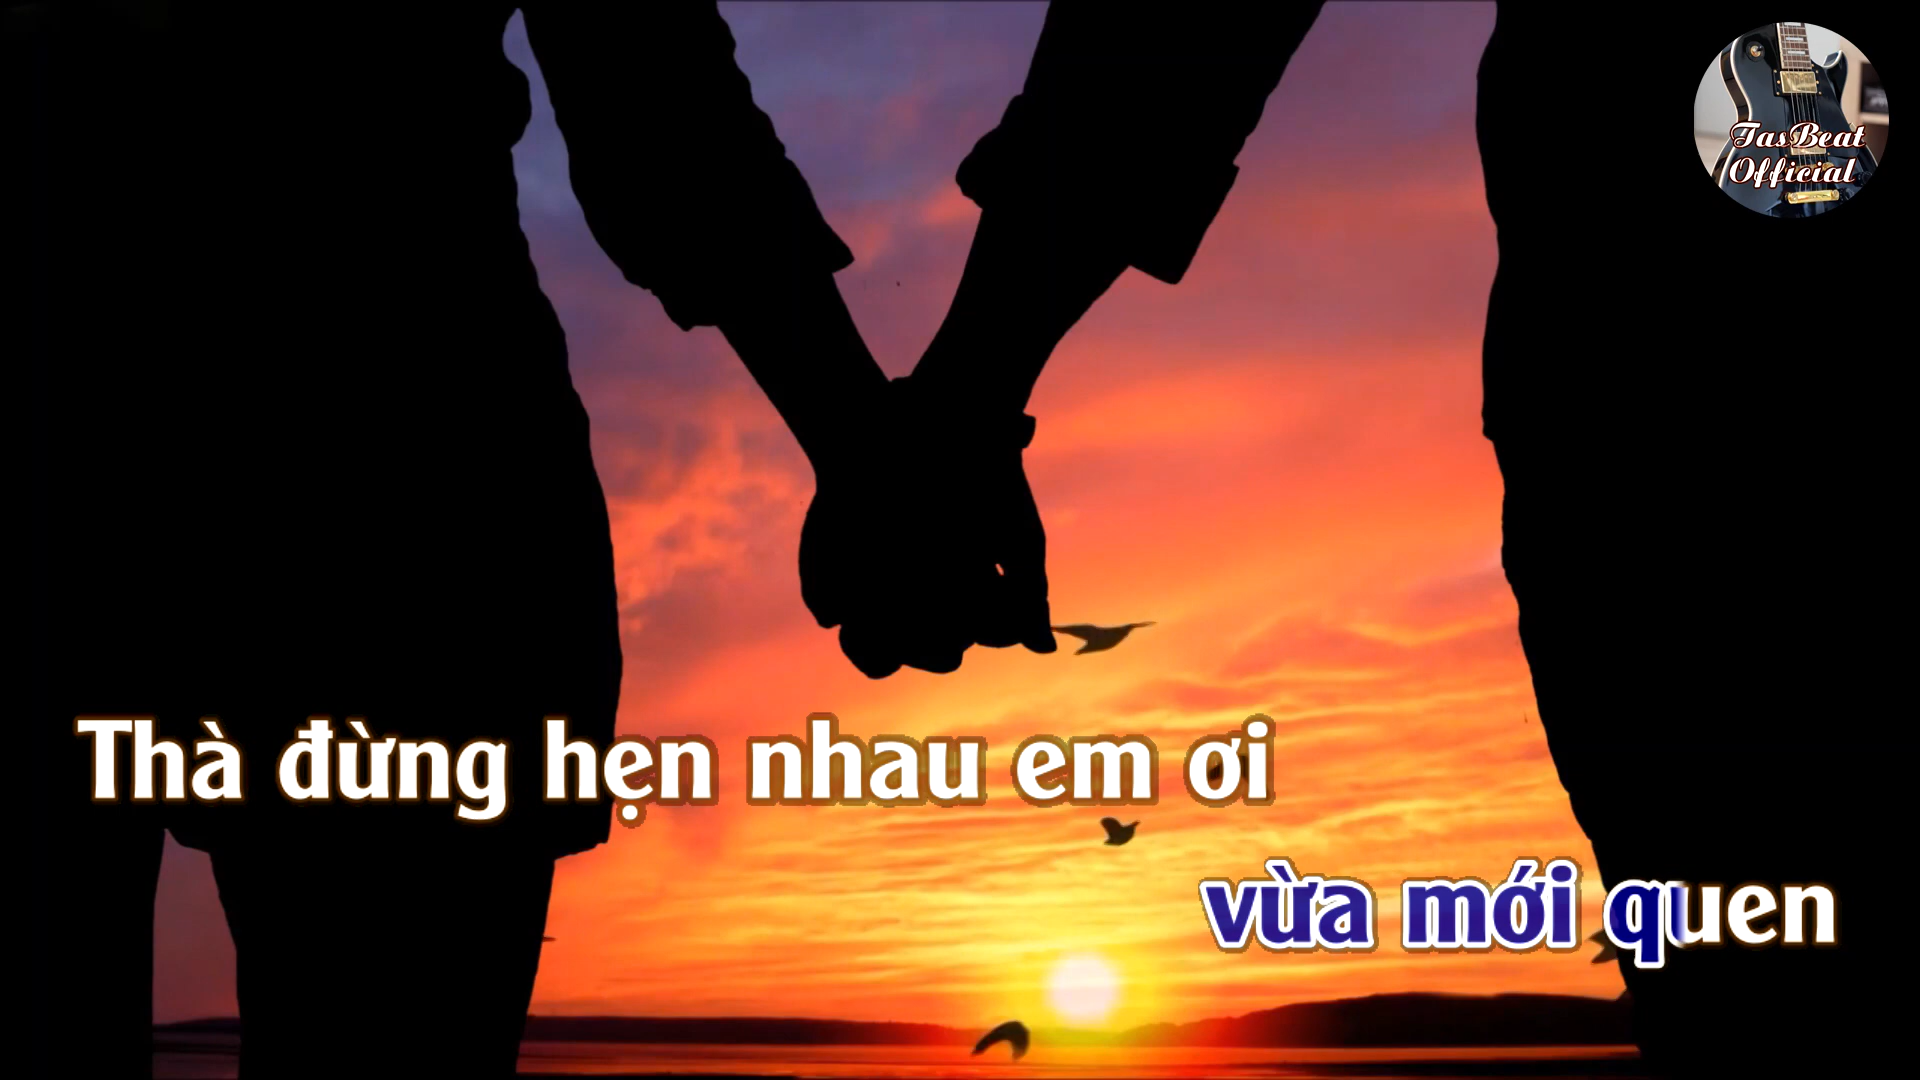 TasBeat
Official
Thà đừng hẹn nhau em ơi
vừa mới quen